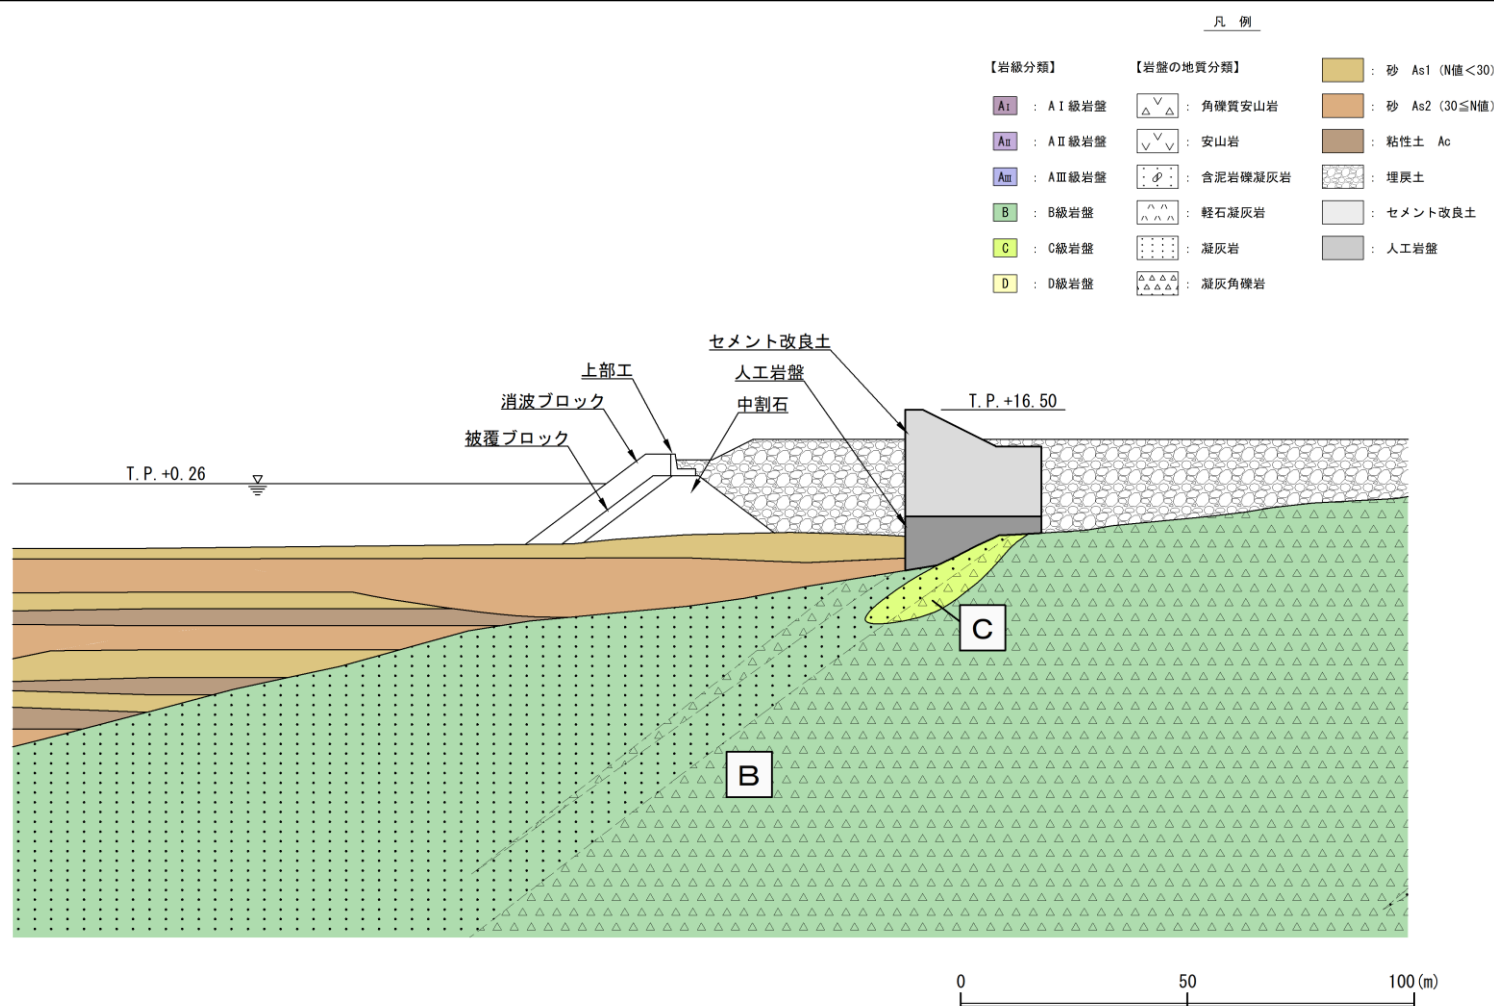 凡 例
【岩級分類】
【岩盤の地質分類】
: 砂 As1 (N値<30)
AⅠ : AⅠ級岩盤
: 角礫質安山岩
: 砂 As2 (30≦N値)
AⅡ : AⅡ級岩盤
: 安山岩
: 粘性土 Ac
AⅢ : AⅢ級岩盤
: 含泥岩礫凝灰岩
: 埋戻土
B : B級岩盤
: 軽石凝灰岩
: セメント改良土
C : C級岩盤
: 凝灰岩
: 人工岩盤
D : D級岩盤
: 凝灰角礫岩
セメント改良土
上部工
人工岩盤
消波ブロック
中割石
T.P.+16.50
被覆ブロック
T.P.+0.26
C
B
0 50 100(m)